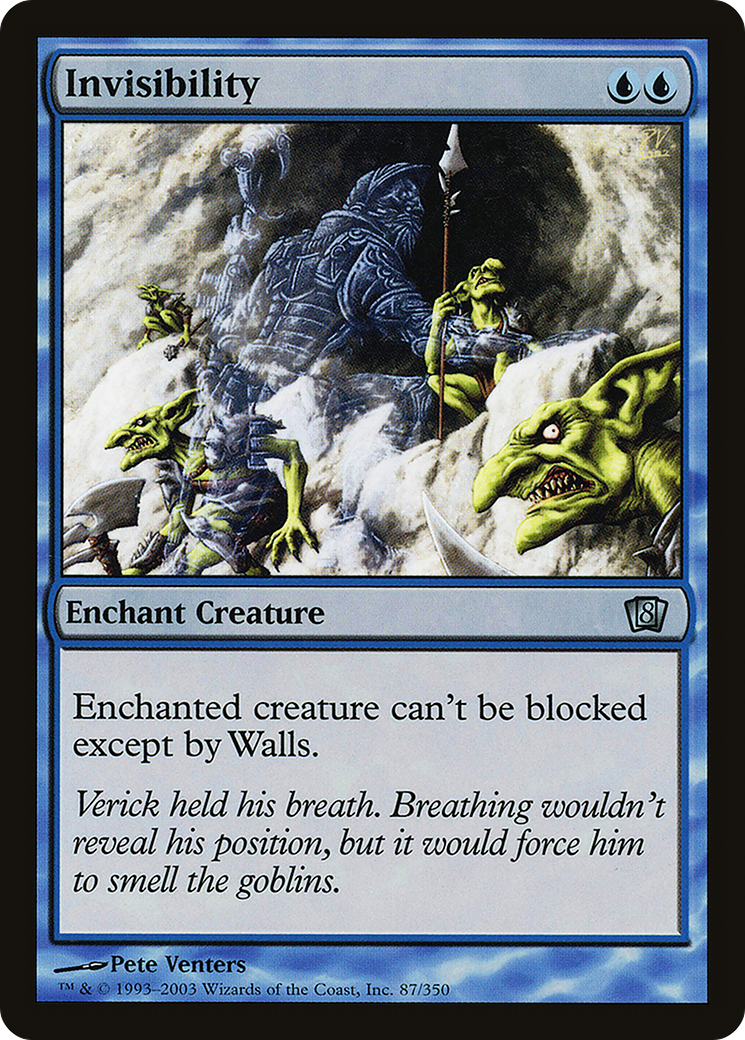 Invisibility
Enchant Creature
8
Enchanted creature can't be blocked
except by Walls.
Verick held his breath. Breathing wouldn't
reveal his position, but it would force him
to smell the goblins.
Pete Venters
™ & © 1993–2003 Wizards of the Coast, Inc. 87/350